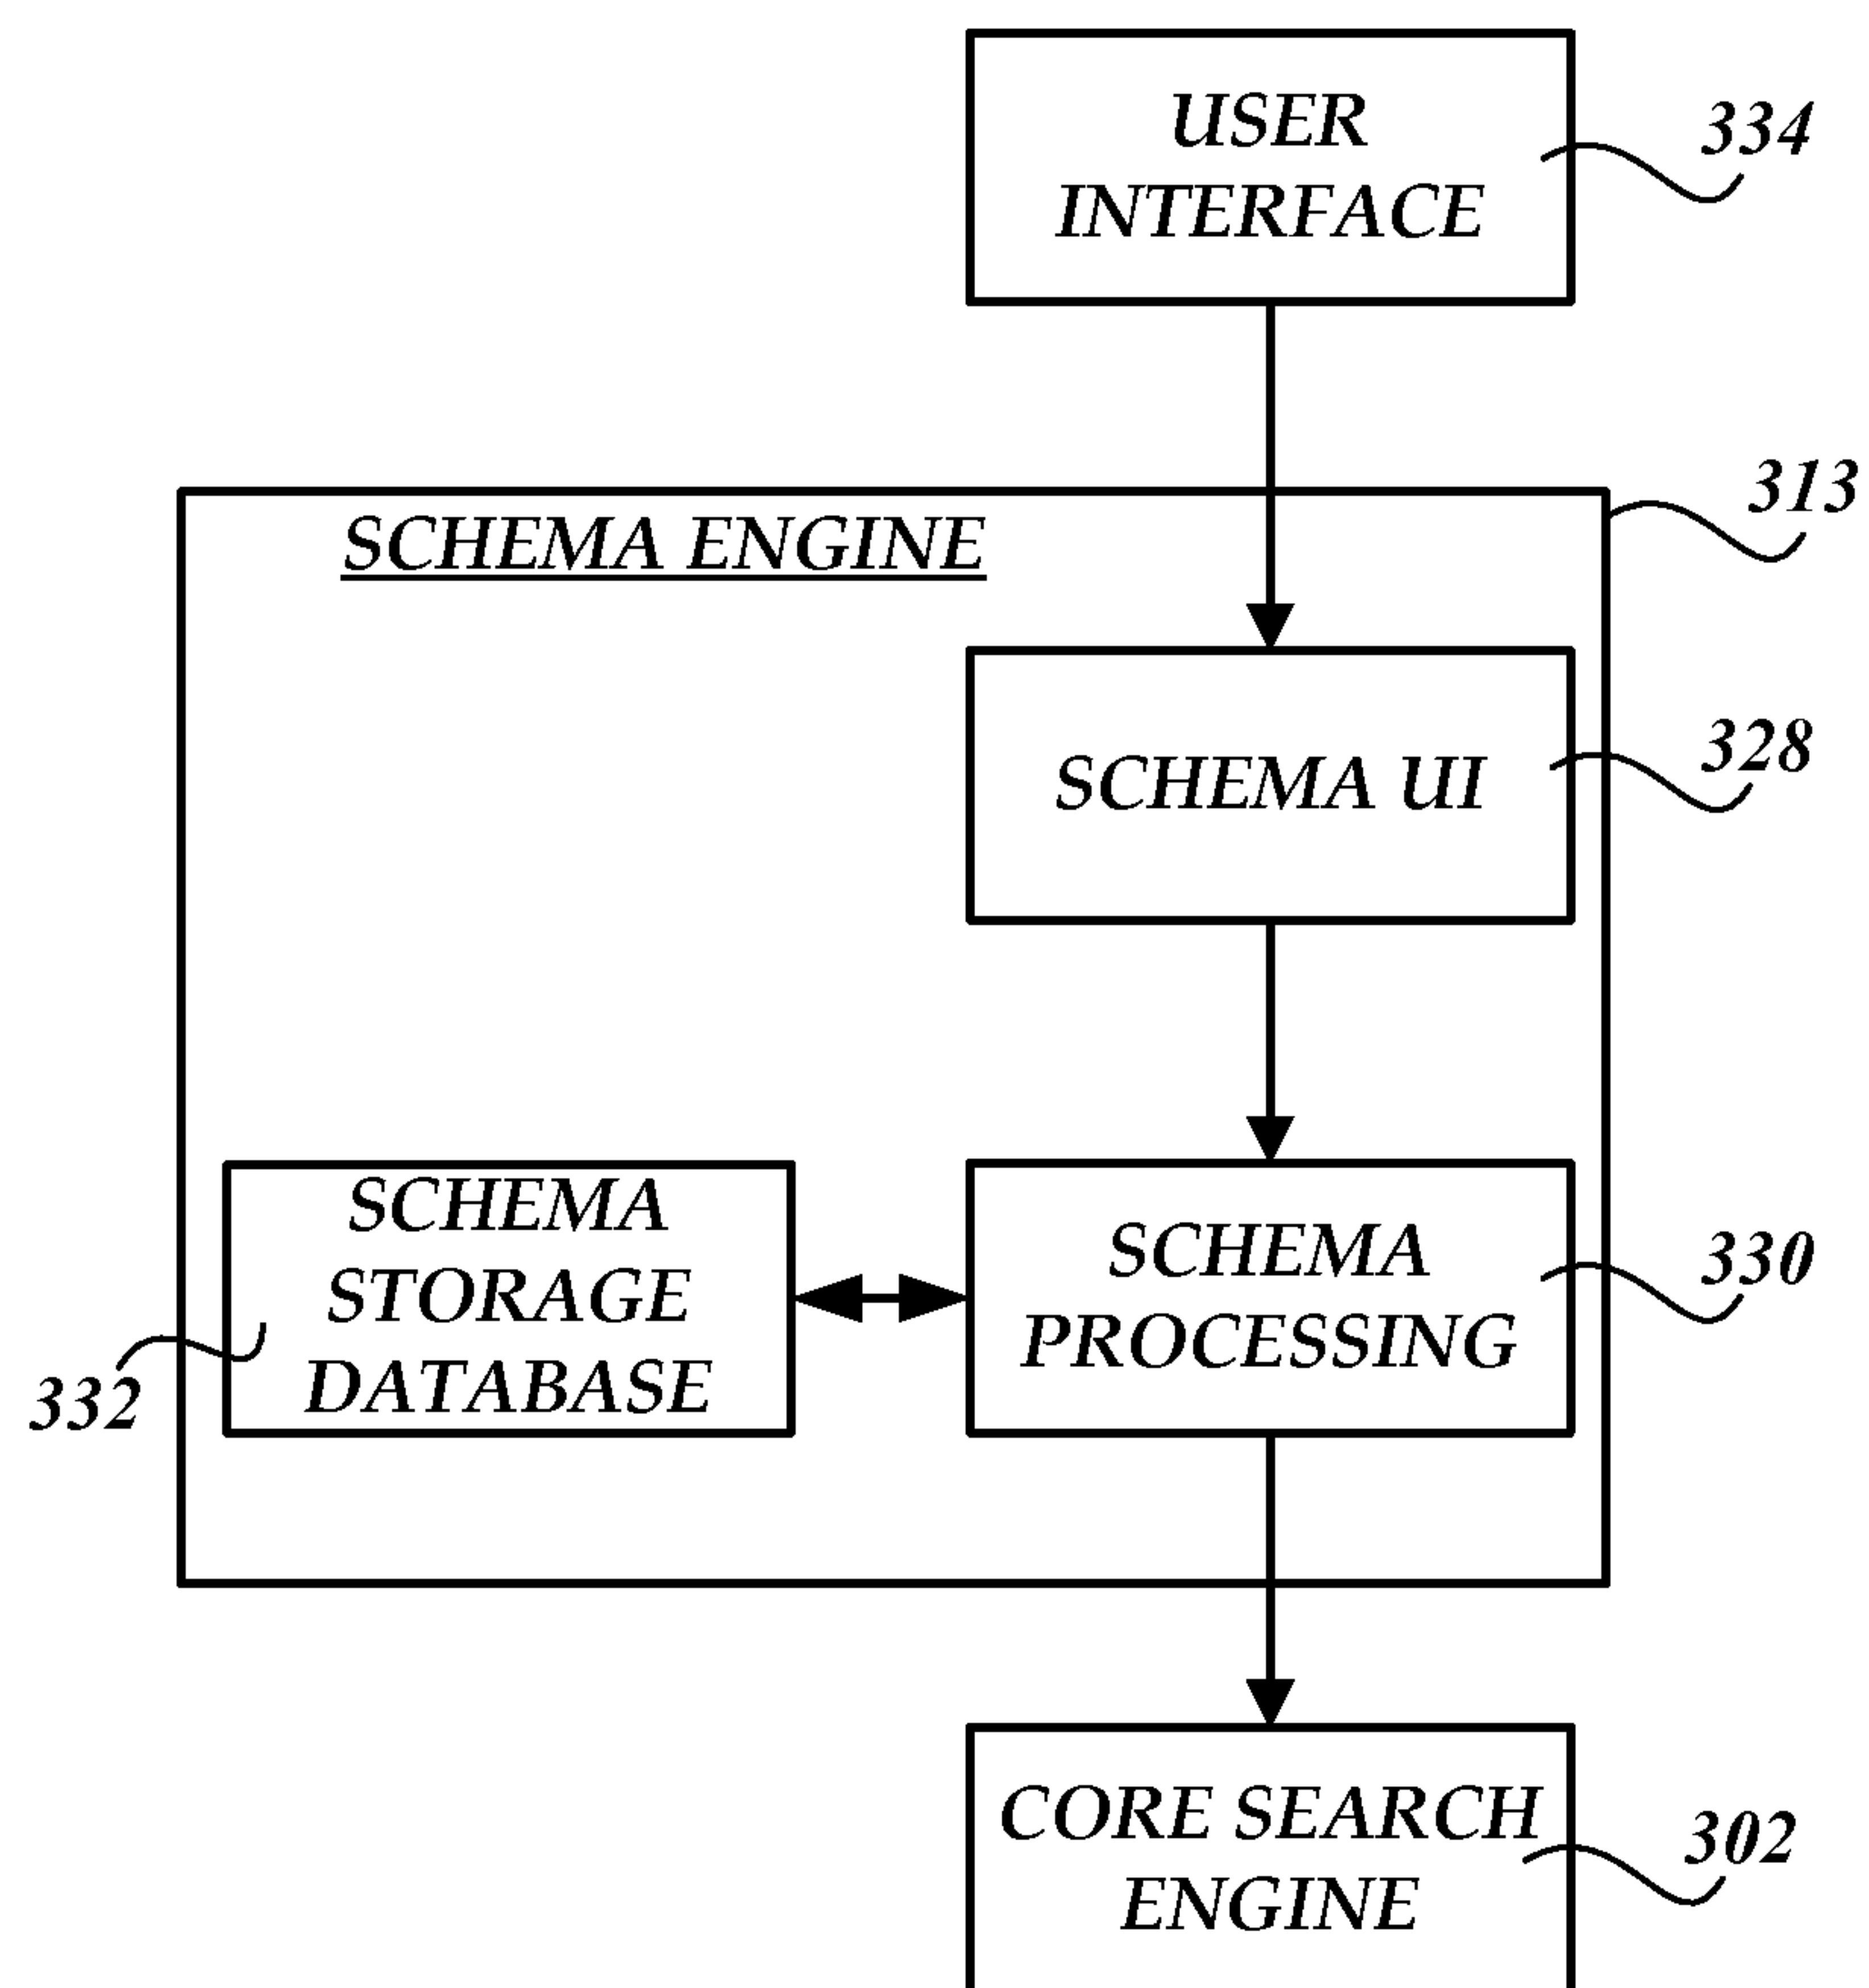 USER
INTERFACE
334
313
SCHEMA ENGINE
SCHEMA UI
328
SCHEMA
STORAGE
DATABASE
332
SCHEMA
PROCESSING
330
CORE SEARCH
ENGINE
302